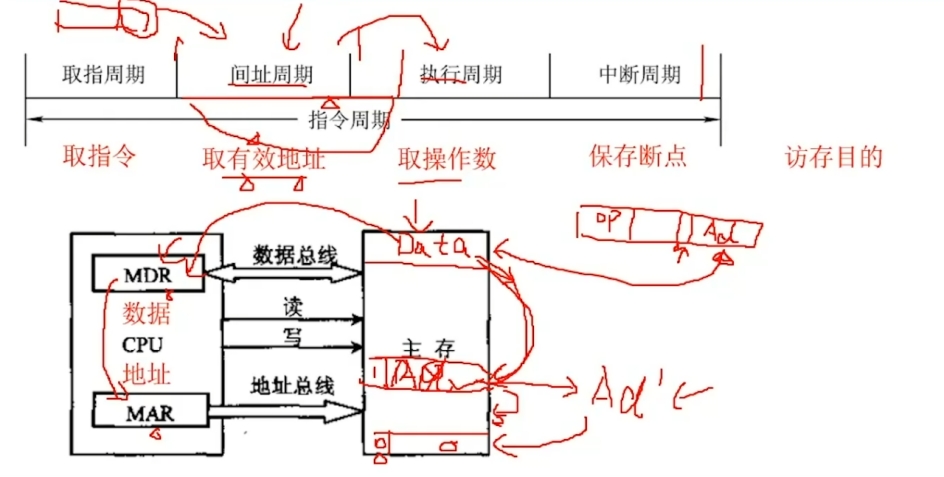 取指周期 间址周期 执行周期 中断周期
指令周期
取指令 取有效地址 取操作数 保存断点 访存目的
OP Ad
Data
MDR 数据总线
数据 读
CPU 写 主存
地址 地址总线 Ad'
MAR